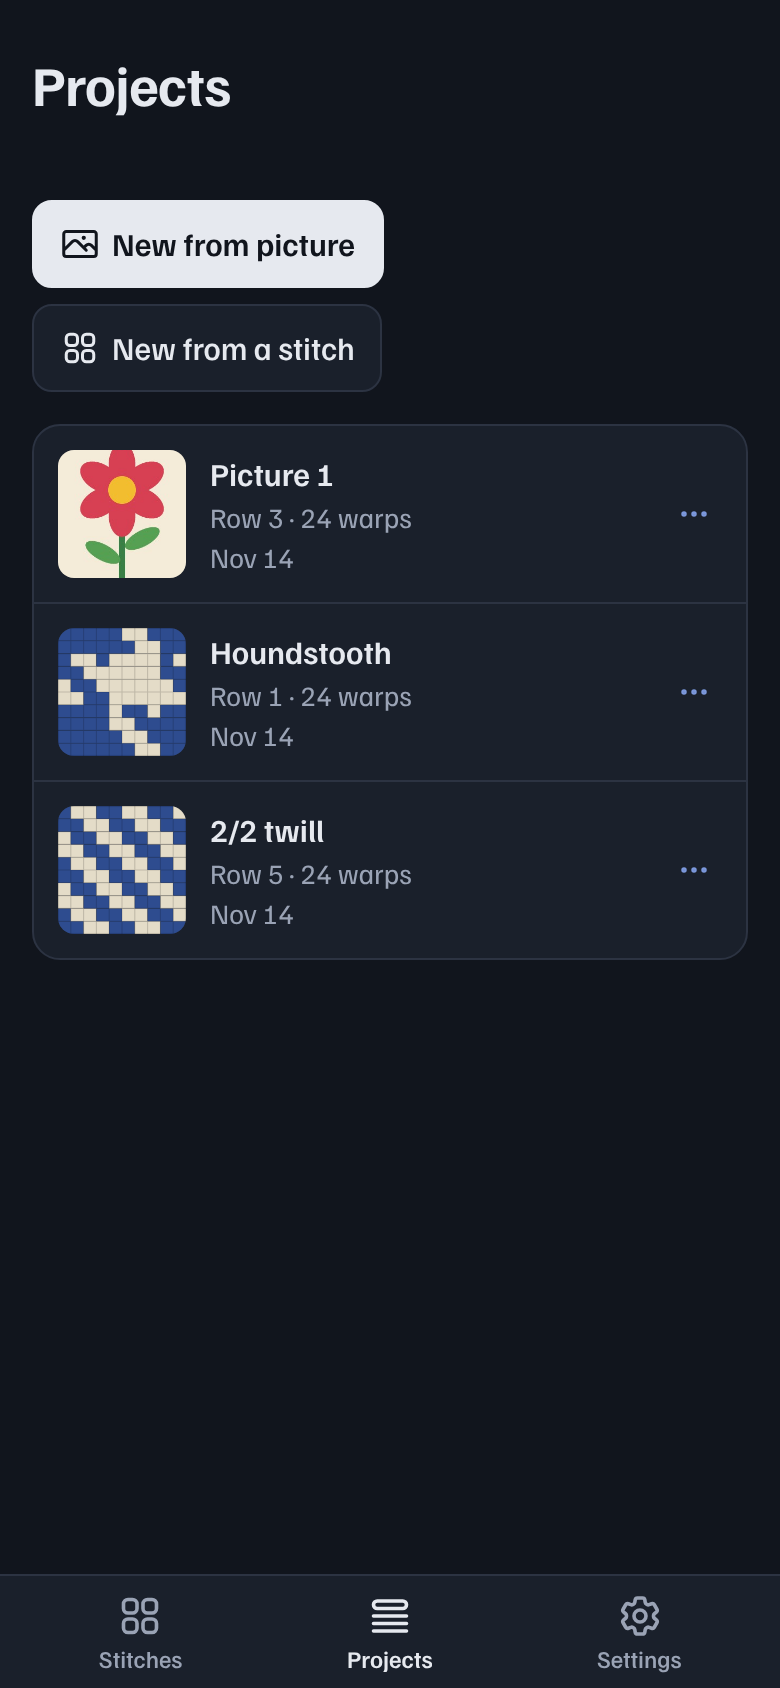 Projects
New from picture
New from a stitch
Picture 1
Row 3 · 24 warps
Nov 14
Houndstooth
Row 1 · 24 warps
Nov 14
2/2 twill
Row 5 · 24 warps
Nov 14
Stitches
Projects
Settings